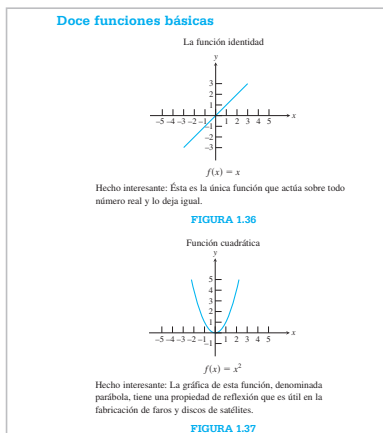 Doce funciones básicas
La función identidad
y
3
2
1
–5 –4 –3 –2 –1 1 2 3 4 5 x
–1
–2
–3
f(x) = x
Hecho interesante: Ésta es la única función que actúa sobre todo
número real y lo deja igual.
FIGURA 1.36
Función cuadrática
y
5
4
3
2
1
–5 –4 –3 –2 –1 1 2 3 4 5 x
–1
f(x) = x²
Hecho interesante: La gráfica de esta función, denominada
parábola, tiene una propiedad de reflexión que es útil en la
fabricación de faros y discos de satélites.
FIGURA 1.37